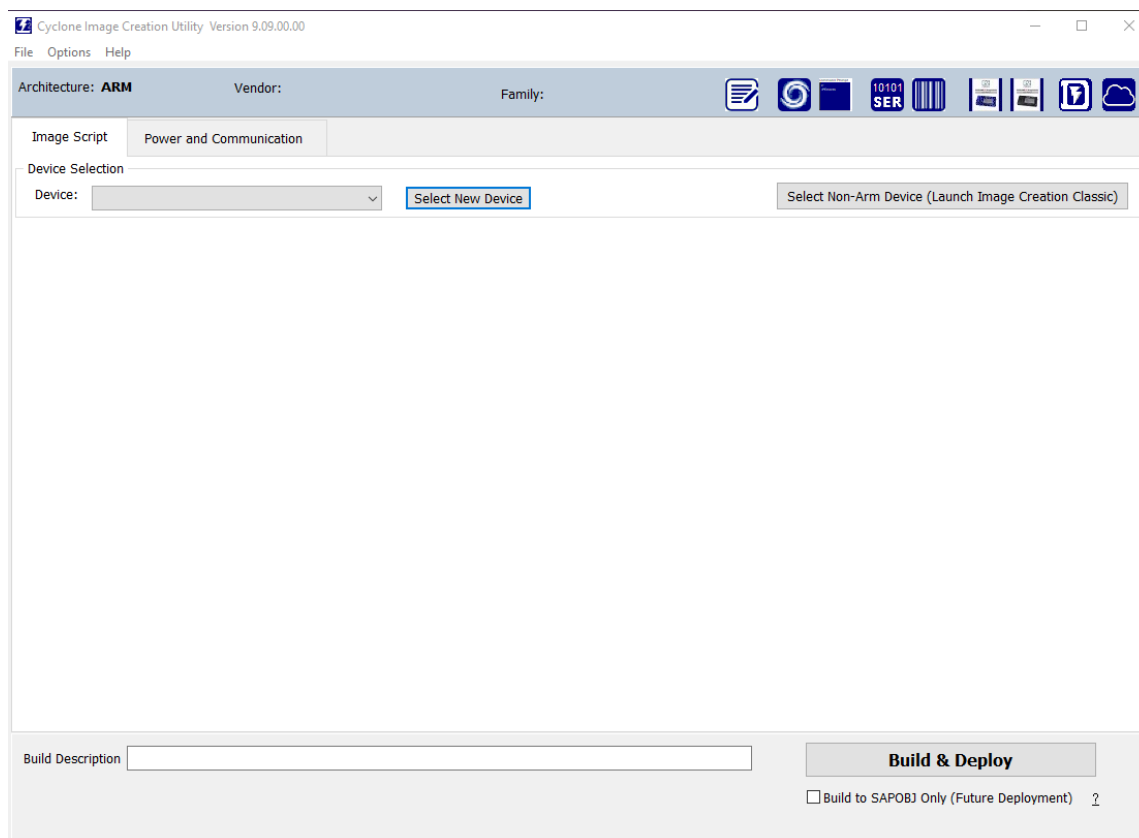 Cyclone Image Creation Utility Version 9.09.00.00
File Options Help
Architecture: ARM Vendor: Family:
10101
SER
Image Script Power and Communication
Device Selection
Device: Select New Device Select Non-Arm Device (Launch Image Creation Classic)
Build Description Build & Deploy
Build to SAPOBJ Only (Future Deployment) ?